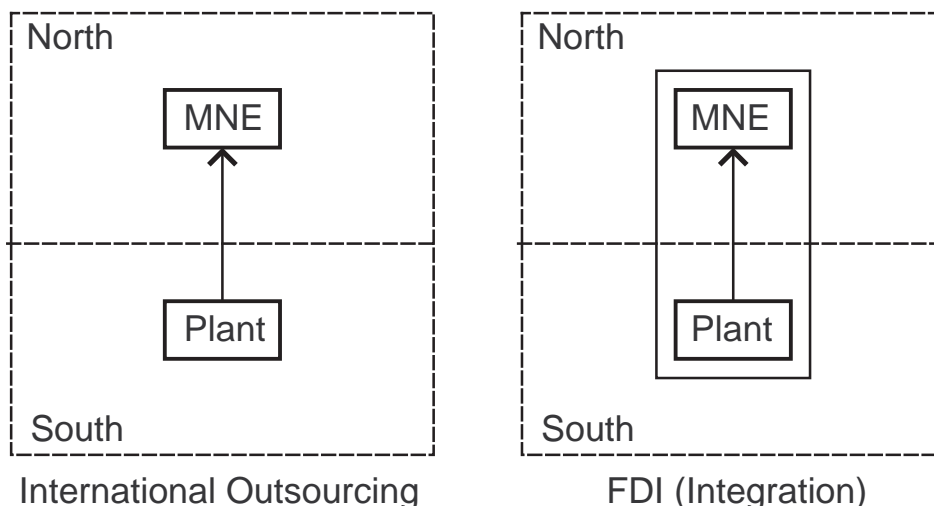 North
MNE
Plant
South
International Outsourcing
North
MNE
Plant
South
FDI (Integration)